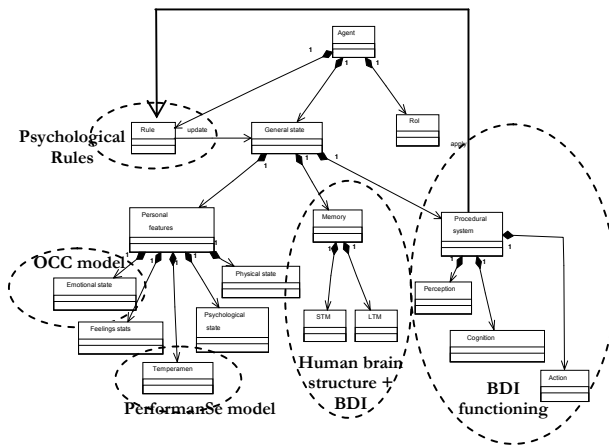 Agent
1
1
1
Rule
update
Psychological
Rules
General state
Rol
apply
1
1
1
Personal
features
Memory
Procedural
system
1
1
1
1
1
1
1
1
1
1
OCC model
Emotional state
Physical state
Feelings stats
Psychological
state
STM
LTM
Perception
Cognition
Temperamen
PerformanSe model
Human brain
structure +
BDI
Action
BDI
functioning